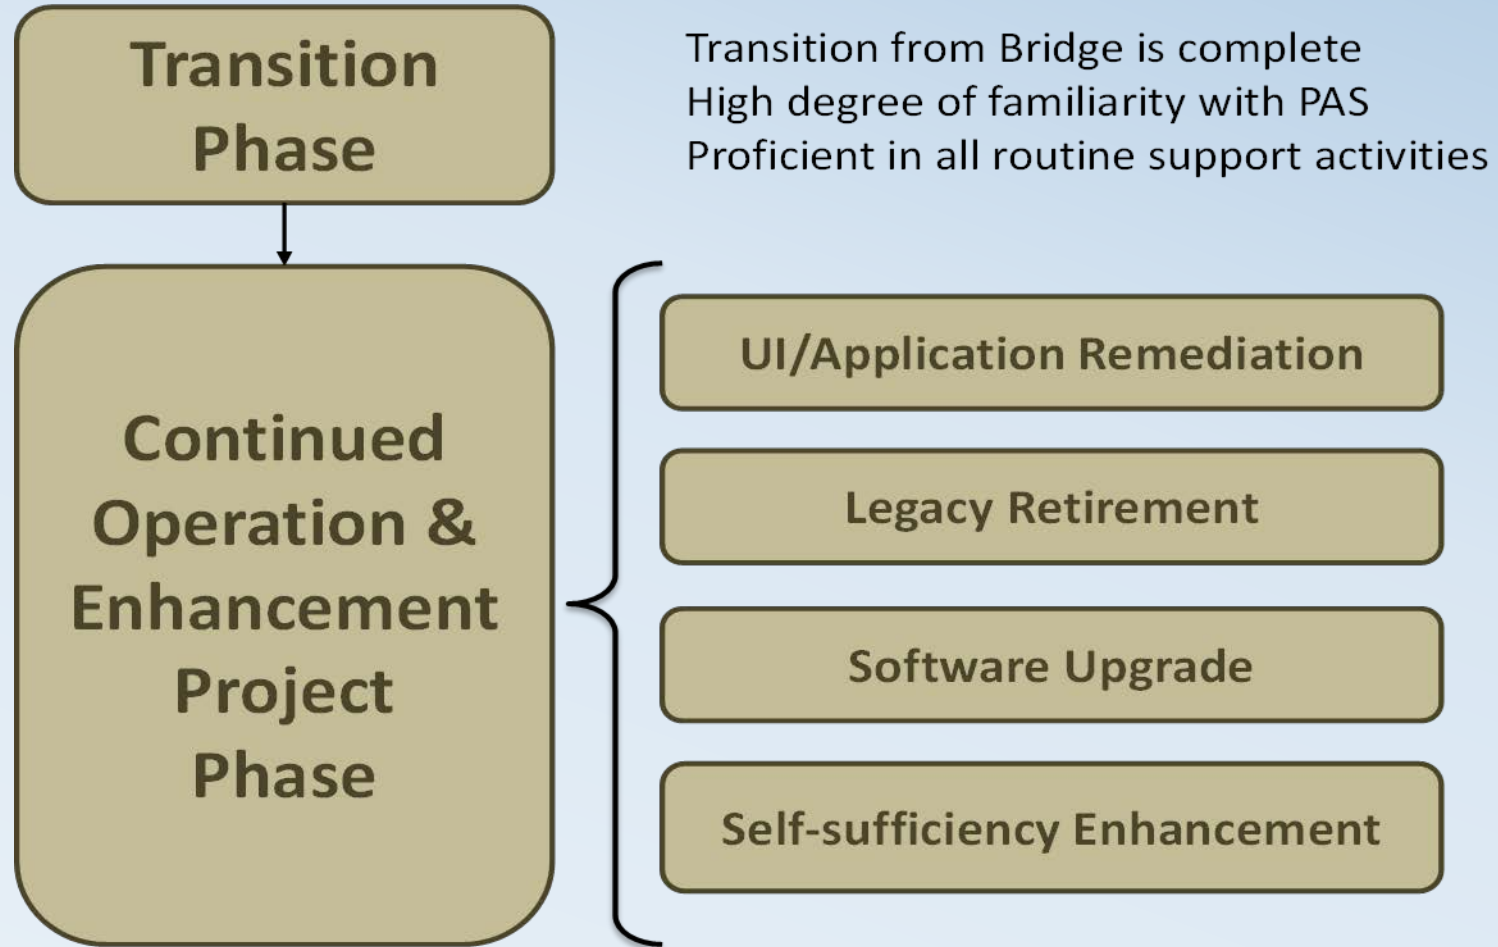 Transition
Phase
Transition from Bridge is complete
High degree of familiarity with PAS
Proficient in all routine support activities
Continued
Operation &
Enhancement
Project
Phase
UI/Application Remediation
Legacy Retirement
Software Upgrade
Self-sufficiency Enhancement